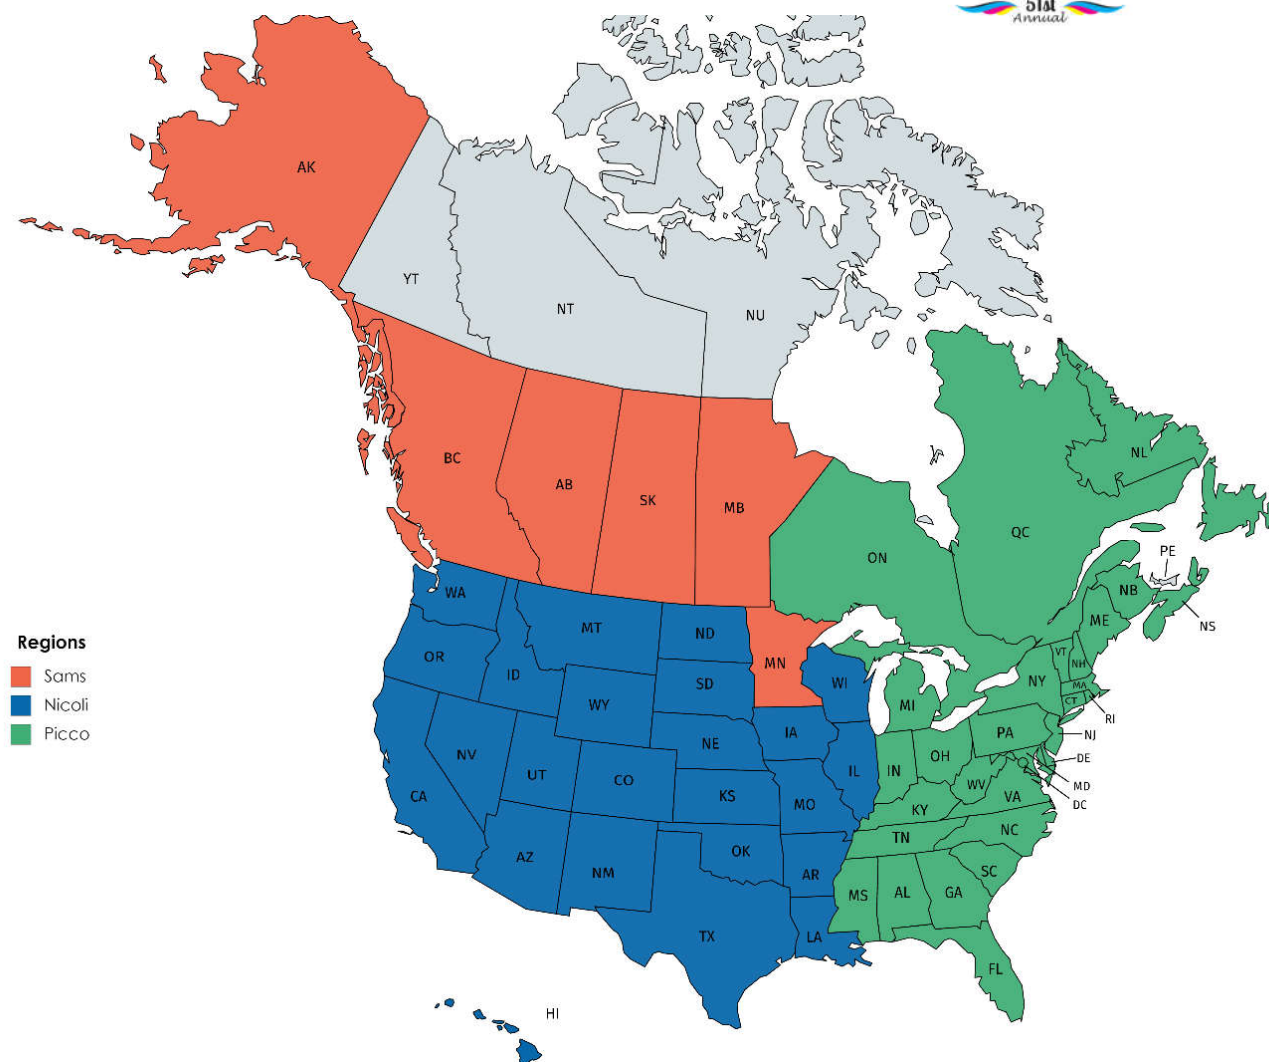 51st
Annual
AK
YT
NT
NU
BC
AB
SK
MB
ON
QC
NL
PE
NB
NS
WA
MT
ND
MN
ME
Regions
Sams
Nicoli
Picco
OR
ID
SD
WI
VT
NH
WY
MI
NY
MA
CT
RI
NV
UT
CO
NE
IA
IL
IN
OH
PA
NJ
DE
CA
KS
MO
KY
WV
VA
MD
DC
AZ
NM
OK
AR
TN
NC
SC
MS
AL
GA
TX
LA
FL
HI